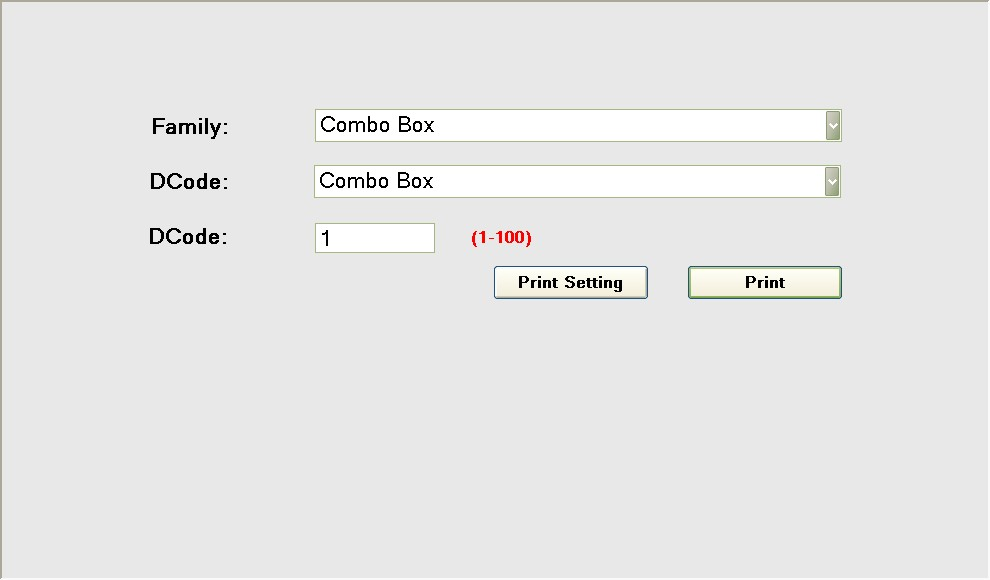 Family: Combo Box
DCode: Combo Box
DCode: 1 (1-100)
Print Setting Print